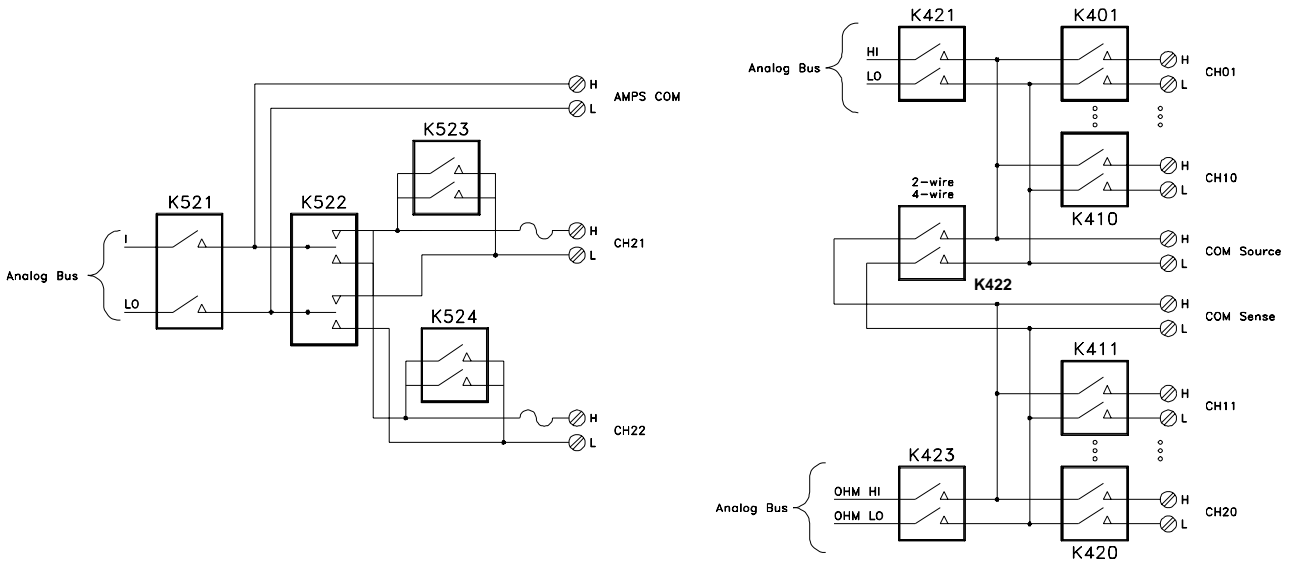 AMPS COM
H
L
K523
K521
K522
Analog Bus
I
LO
H
L
CH21
K524
H
L
CH22
K421
K401
Analog Bus
HI
LO
H
L
CH01
H
L
CH10
K410
2-wire
4-wire
K422
H
L
COM Source
H
L
COM Sense
K411
H
L
CH11
K423
Analog Bus
OHM HI
OHM LO
H
L
CH20
K420